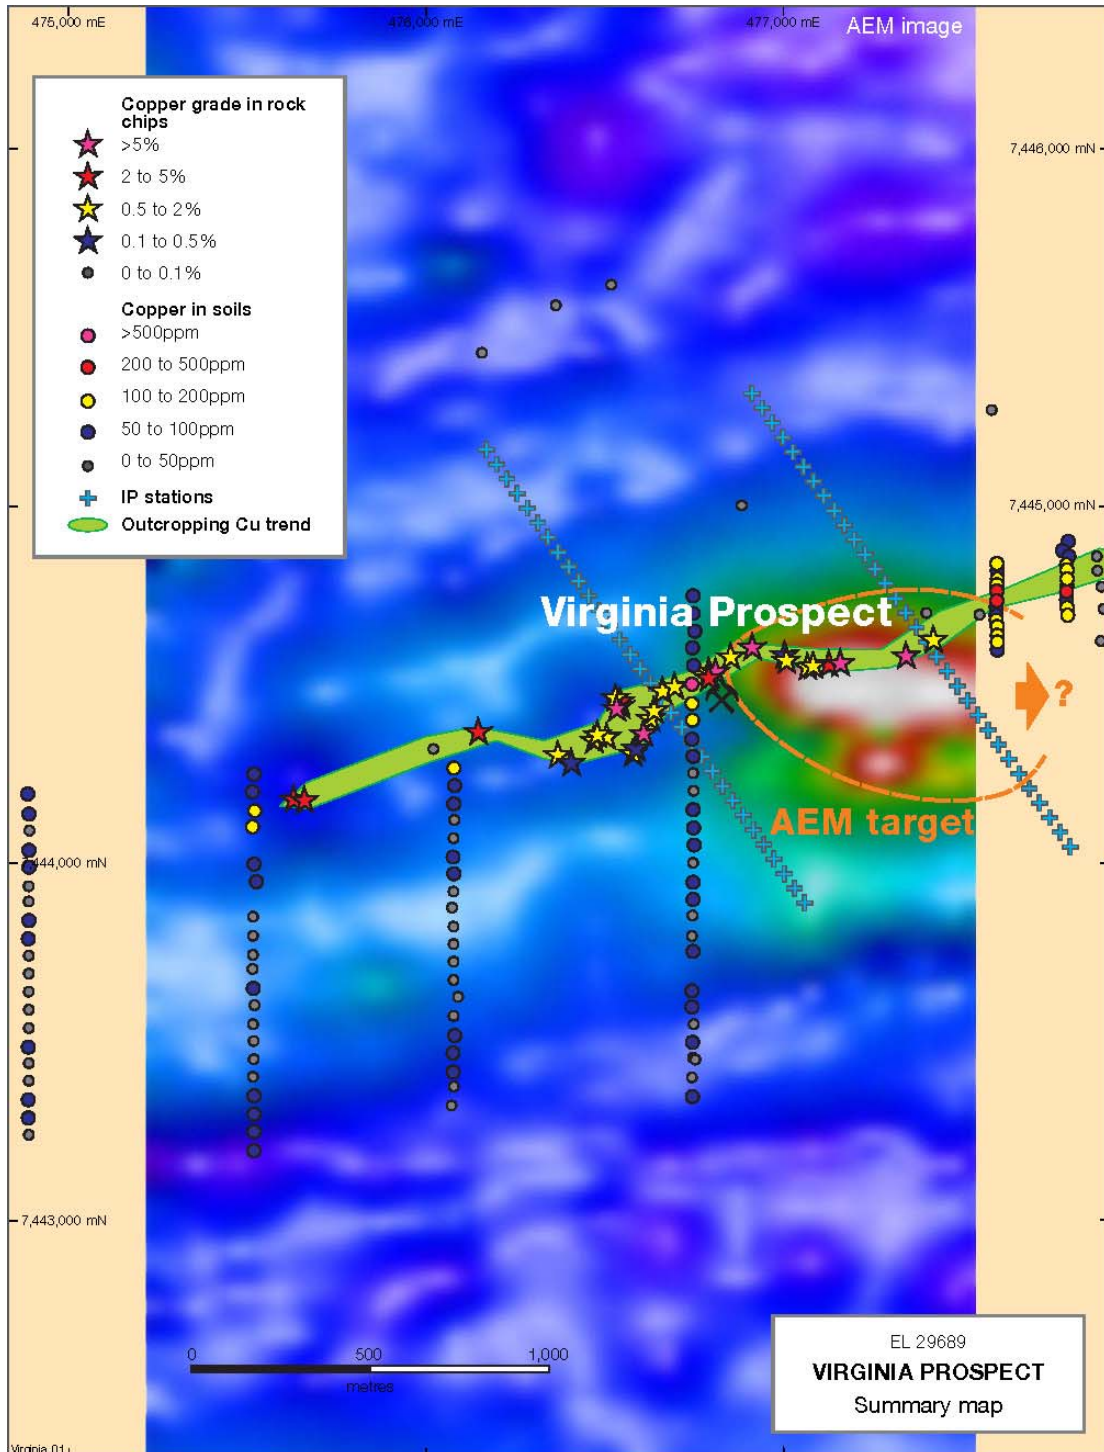 475,000 mE
476,000 mE
477,000 mE
AEM image
Copper grade in rock
chips
>5%
2 to 5%
0.5 to 2%
0.1 to 0.5%
0 to 0.1%
Copper in soils
>500ppm
200 to 500ppm
100 to 200ppm
50 to 100ppm
0 to 50ppm
IP stations
Outcropping Cu trend
7,446,000 mN
7,445,000 mN
Virginia Prospect
?
AEM target
7,444,000 mN
7,443,000 mN
0
500
1,000
metres
EL 29689
VIRGINIA PROSPECT
Summary map
Virginia 01